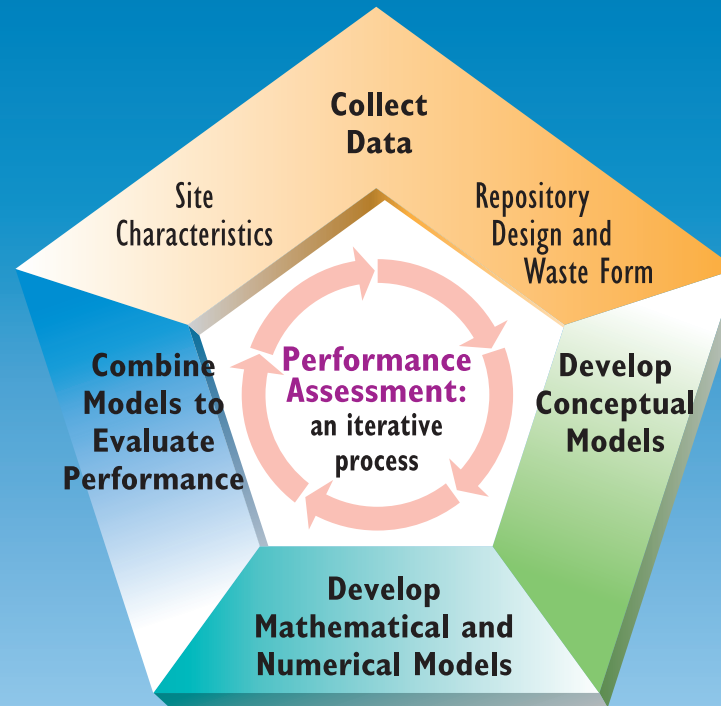 Collect
Data
Site
Characteristics
Repository
Design and
Waste Form
Develop
Conceptual
Models
Develop
Mathematical and
Numerical Models
Combine
Models to
Evaluate
Performance
Performance
Assessment:
an iterative
process